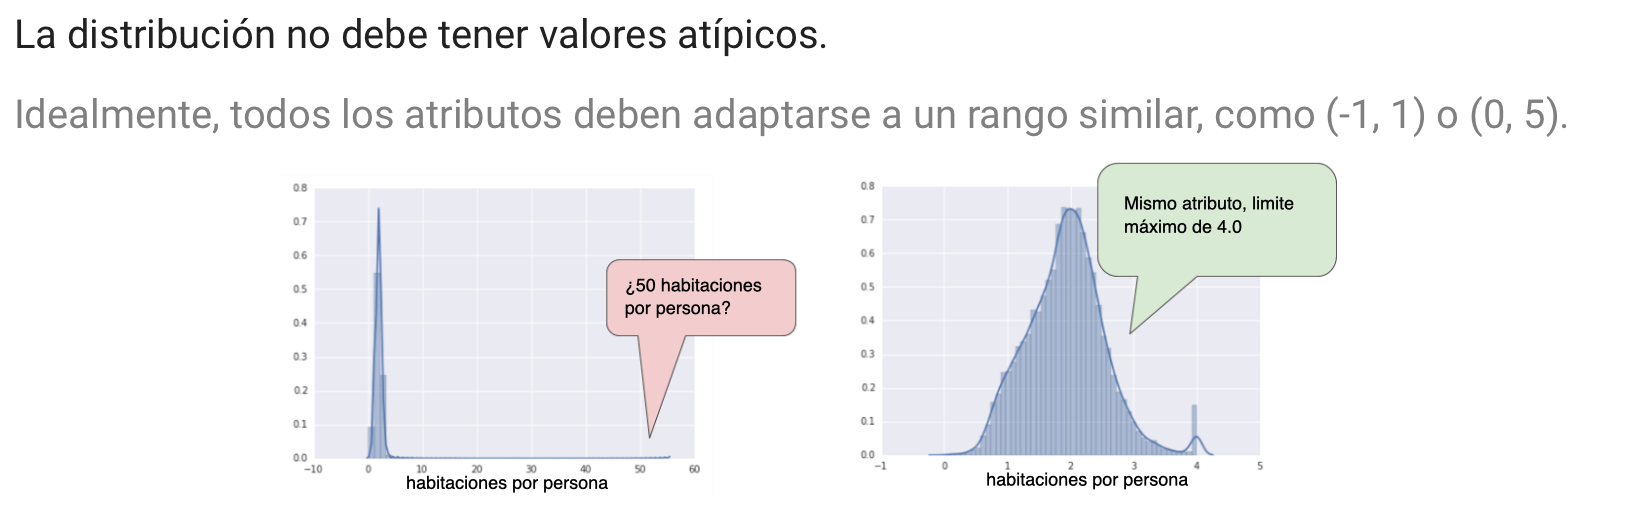 La distribución no debe tener valores atípicos.
Idealmente, todos los atributos deben adaptarse a un rango similar, como (-1, 1) o (0, 5).
0.8
0.7
0.6
0.5
0.4
0.3
0.2
0.1
0.0
−10 0 10 20 30 40 50 60
habitaciones por persona
¿50 habitaciones
por persona?
0.8
0.7
0.6
0.5
0.4
0.3
0.2
0.1
0.0
−1 0 1 2 3 4 5
habitaciones por persona
Mismo atributo, limite
máximo de 4.0